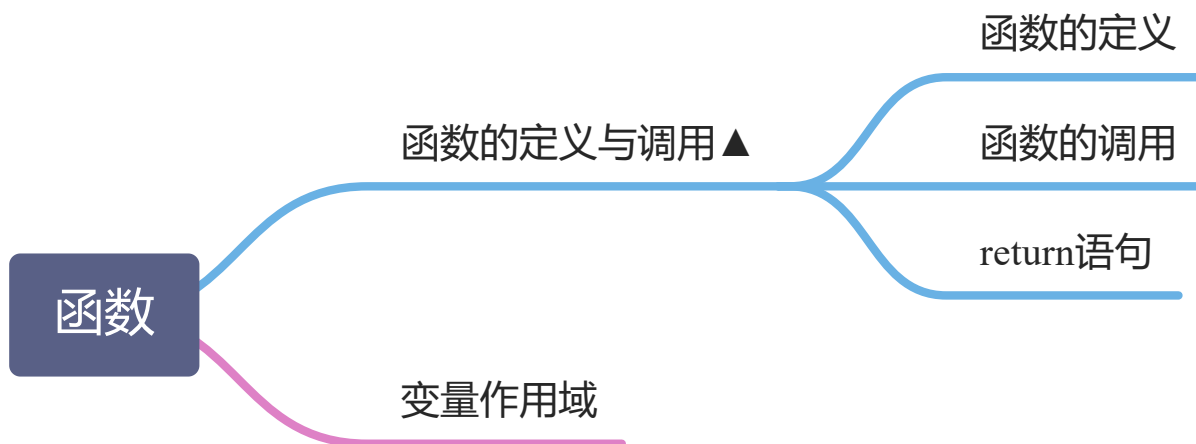 函数
函数的定义与调用▲
函数的定义
函数的调用
return语句
变量作用域